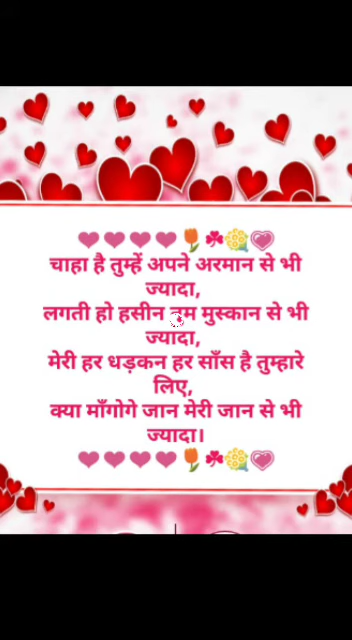 ❤❤❤❤🌷☘💐💗
चाहा है तुम्हें अपने अरमान से भी
ज्यादा,
लगती हो हसीन तुम मुस्कान से भी
ज्यादा,
मेरी हर धड़कन हर साँस है तुम्हारे
लिए,
क्या माँगोगे जान मेरी जान से भी
ज्यादा।
❤❤❤❤🌷☘💐💗